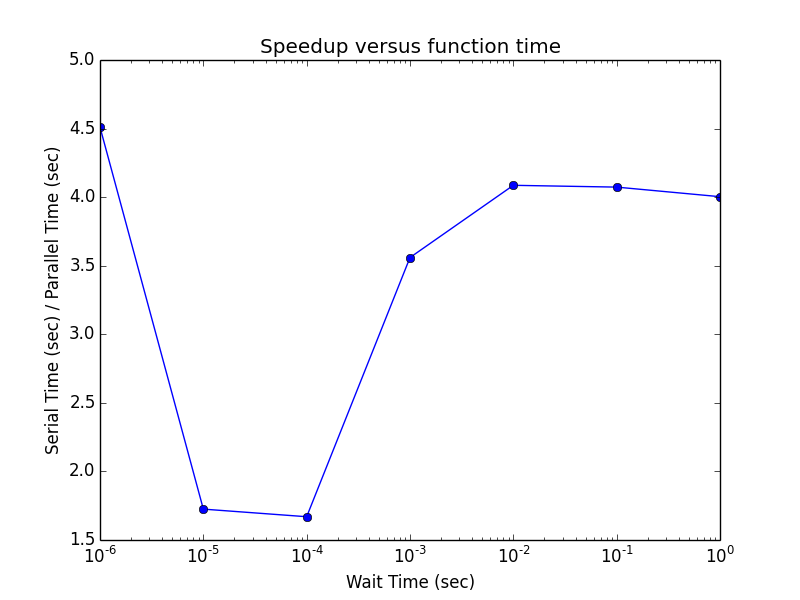 Speedup versus function time
Serial Time (sec) / Parallel Time (sec)
5.0
4.5
4.0
3.5
3.0
2.5
2.0
1.5
10^-6 10^-5 10^-4 10^-3 10^-2 10^-1 10^0
Wait Time (sec)